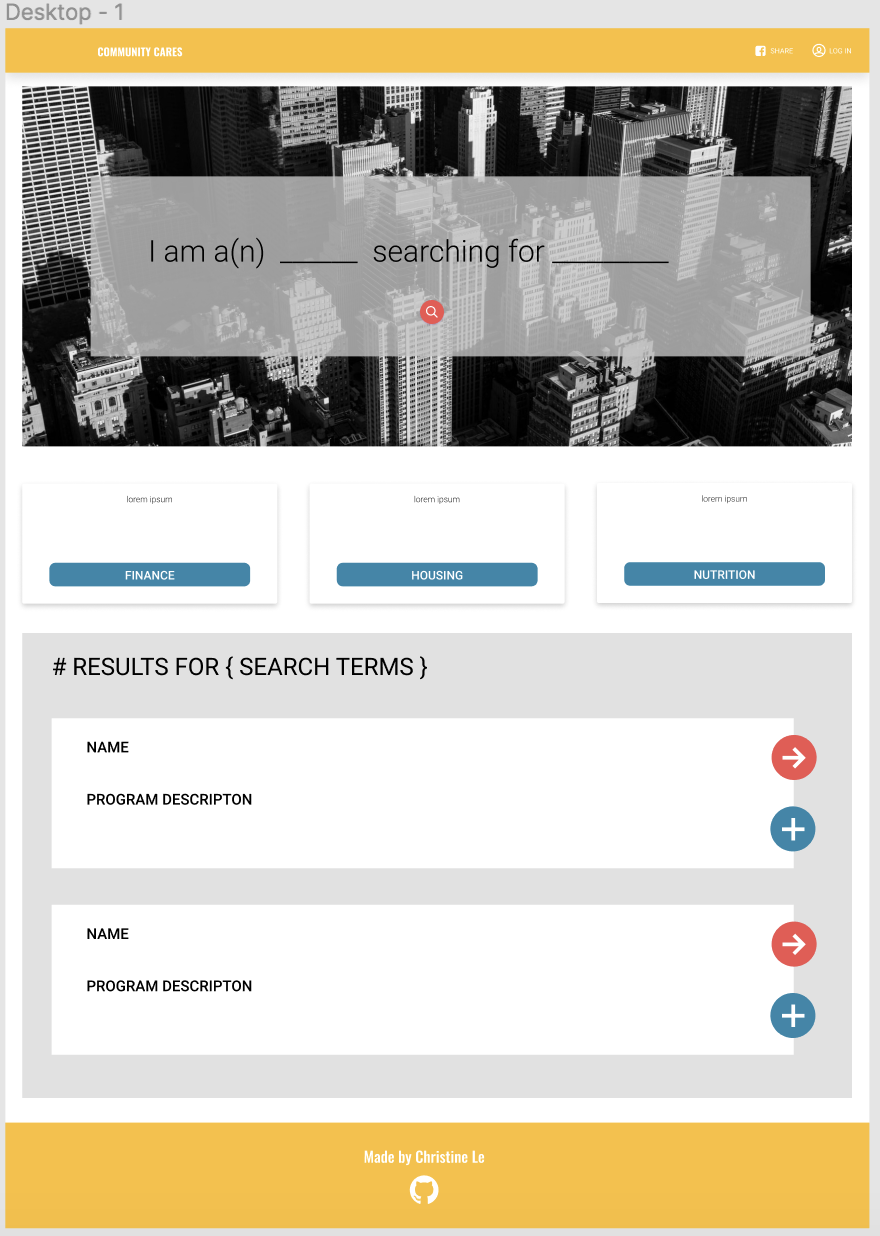 Desktop - 1
COMMUNITY CARES
SHARE
LOG IN
I am a(n) ______ searching for _________
lorem ipsum
lorem ipsum
lorem ipsum
FINANCE
HOUSING
NUTRITION
# RESULTS FOR { SEARCH TERMS }
NAME
PROGRAM DESCRIPTON
NAME
PROGRAM DESCRIPTON
Made by Christine Le